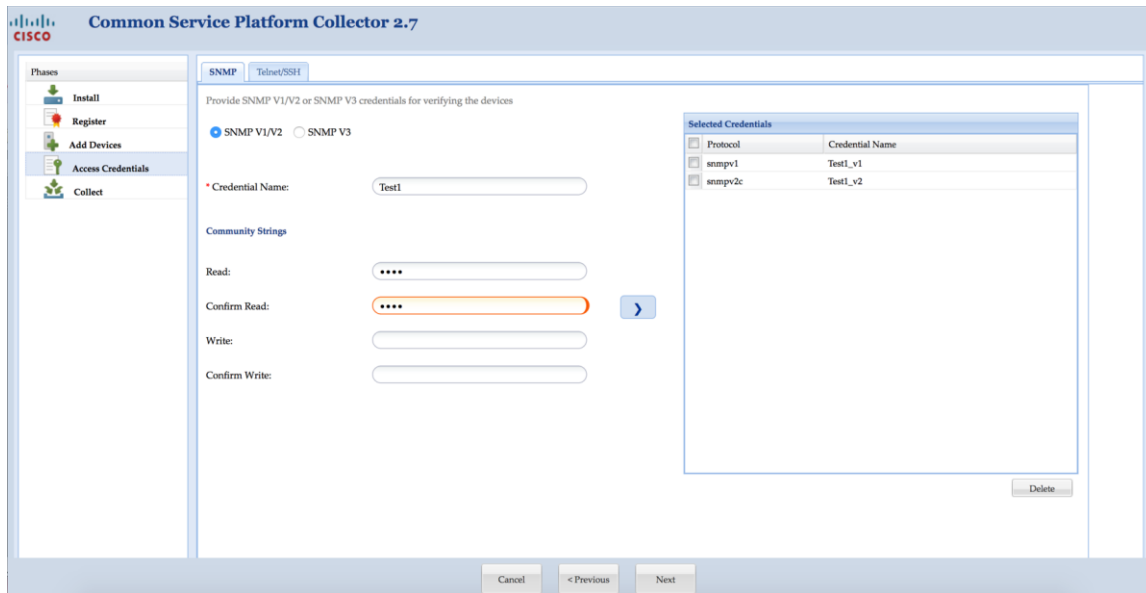 CISCO
Common Service Platform Collector 2.7
Phases
Install
Register
Add Devices
Access Credentials
Collect
SNMP Telnet/SSH
Provide SNMP V1/V2 or SNMP V3 credentials for verifying the devices
SNMP V1/V2 SNMP V3
* Credential Name: Test1
Community Strings
Read: ••••
Confirm Read: ••••
Write:
Confirm Write:
❯
Selected Credentials
Protocol Credential Name
snmpv1 Test1_v1
snmpv2c Test1_v2
Delete
Cancel < Previous Next